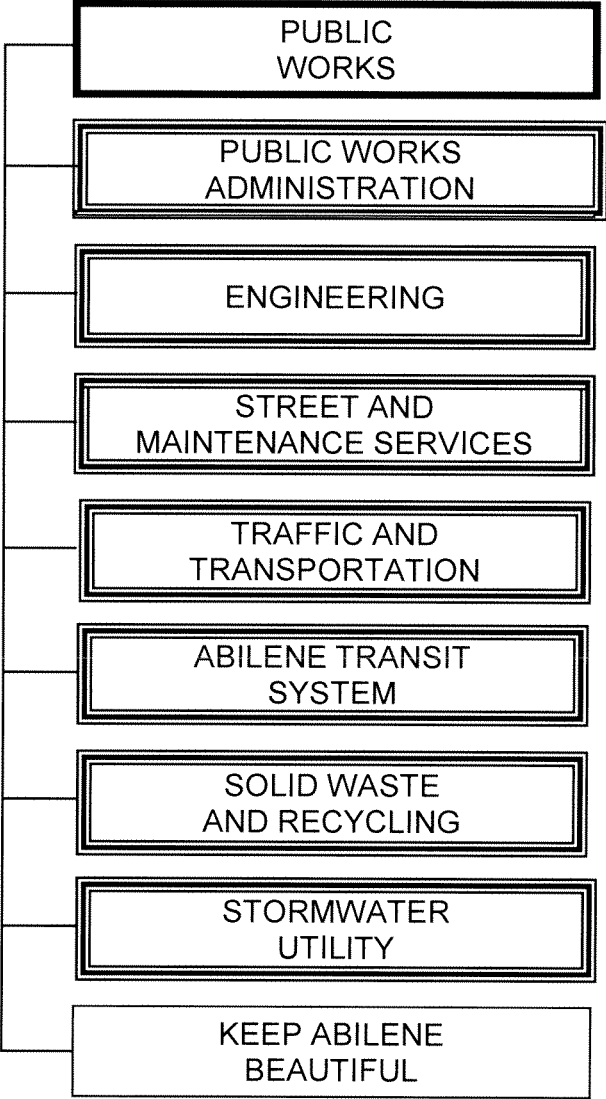 PUBLIC
WORKS
PUBLIC WORKS
ADMINISTRATION
ENGINEERING
STREET AND
MAINTENANCE SERVICES
TRAFFIC AND
TRANSPORTATION
ABILENE TRANSIT
SYSTEM
SOLID WASTE
AND RECYCLING
STORMWATER
UTILITY
KEEP ABILENE
BEAUTIFUL